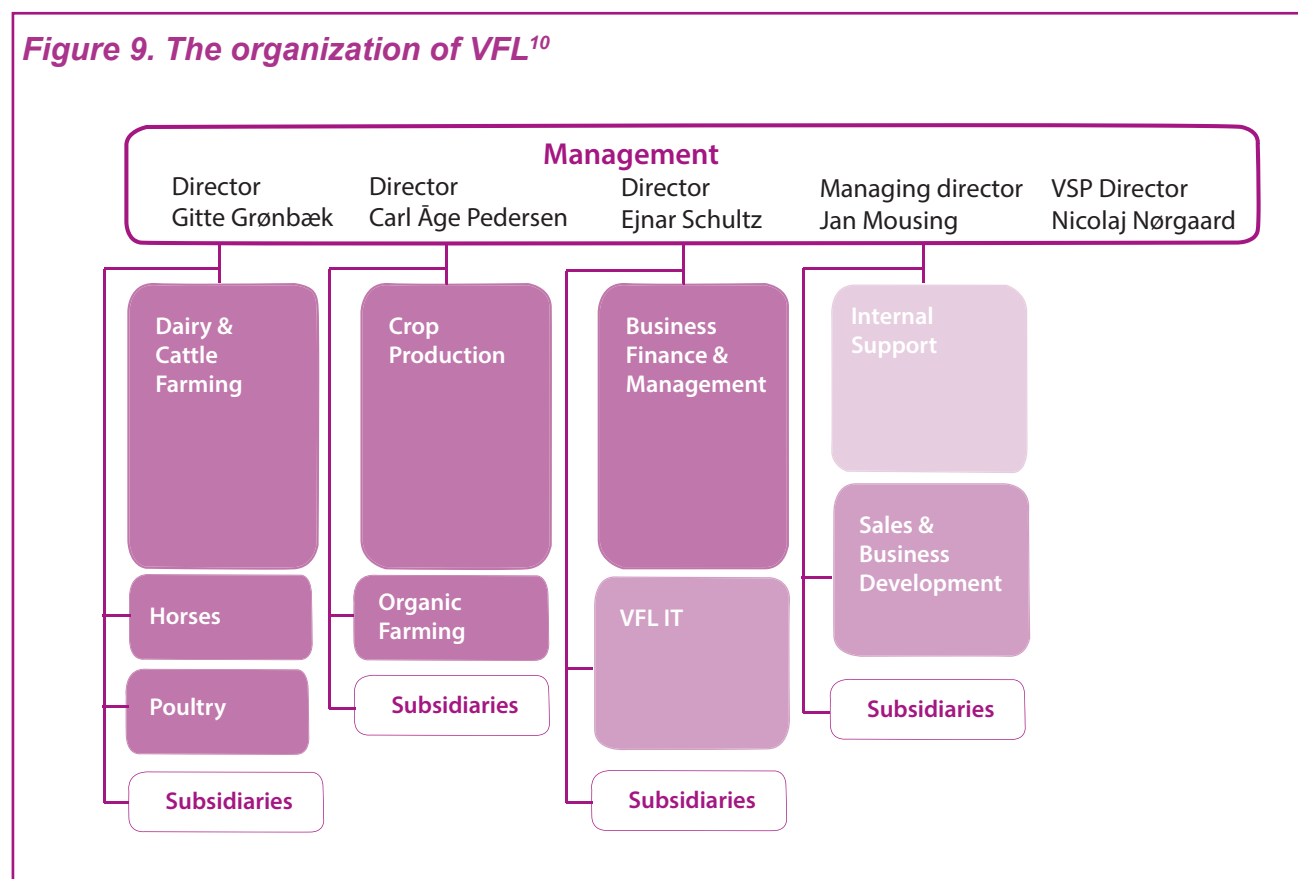 Figure 9. The organization of VFL10
Management
Director
Gitte Grønbæk
Director
Carl Āge Pedersen
Director
Ejnar Schultz
Managing director
Jan Mousing
VSP Director
Nicolaj Nørgaard
Dairy &
Cattle
Farming
Horses
Poultry
Subsidiaries
Crop
Production
Organic
Farming
Subsidiaries
Business
Finance &
Management
VFL IT
Subsidiaries
Internal
Support
Sales &
Business
Development
Subsidiaries